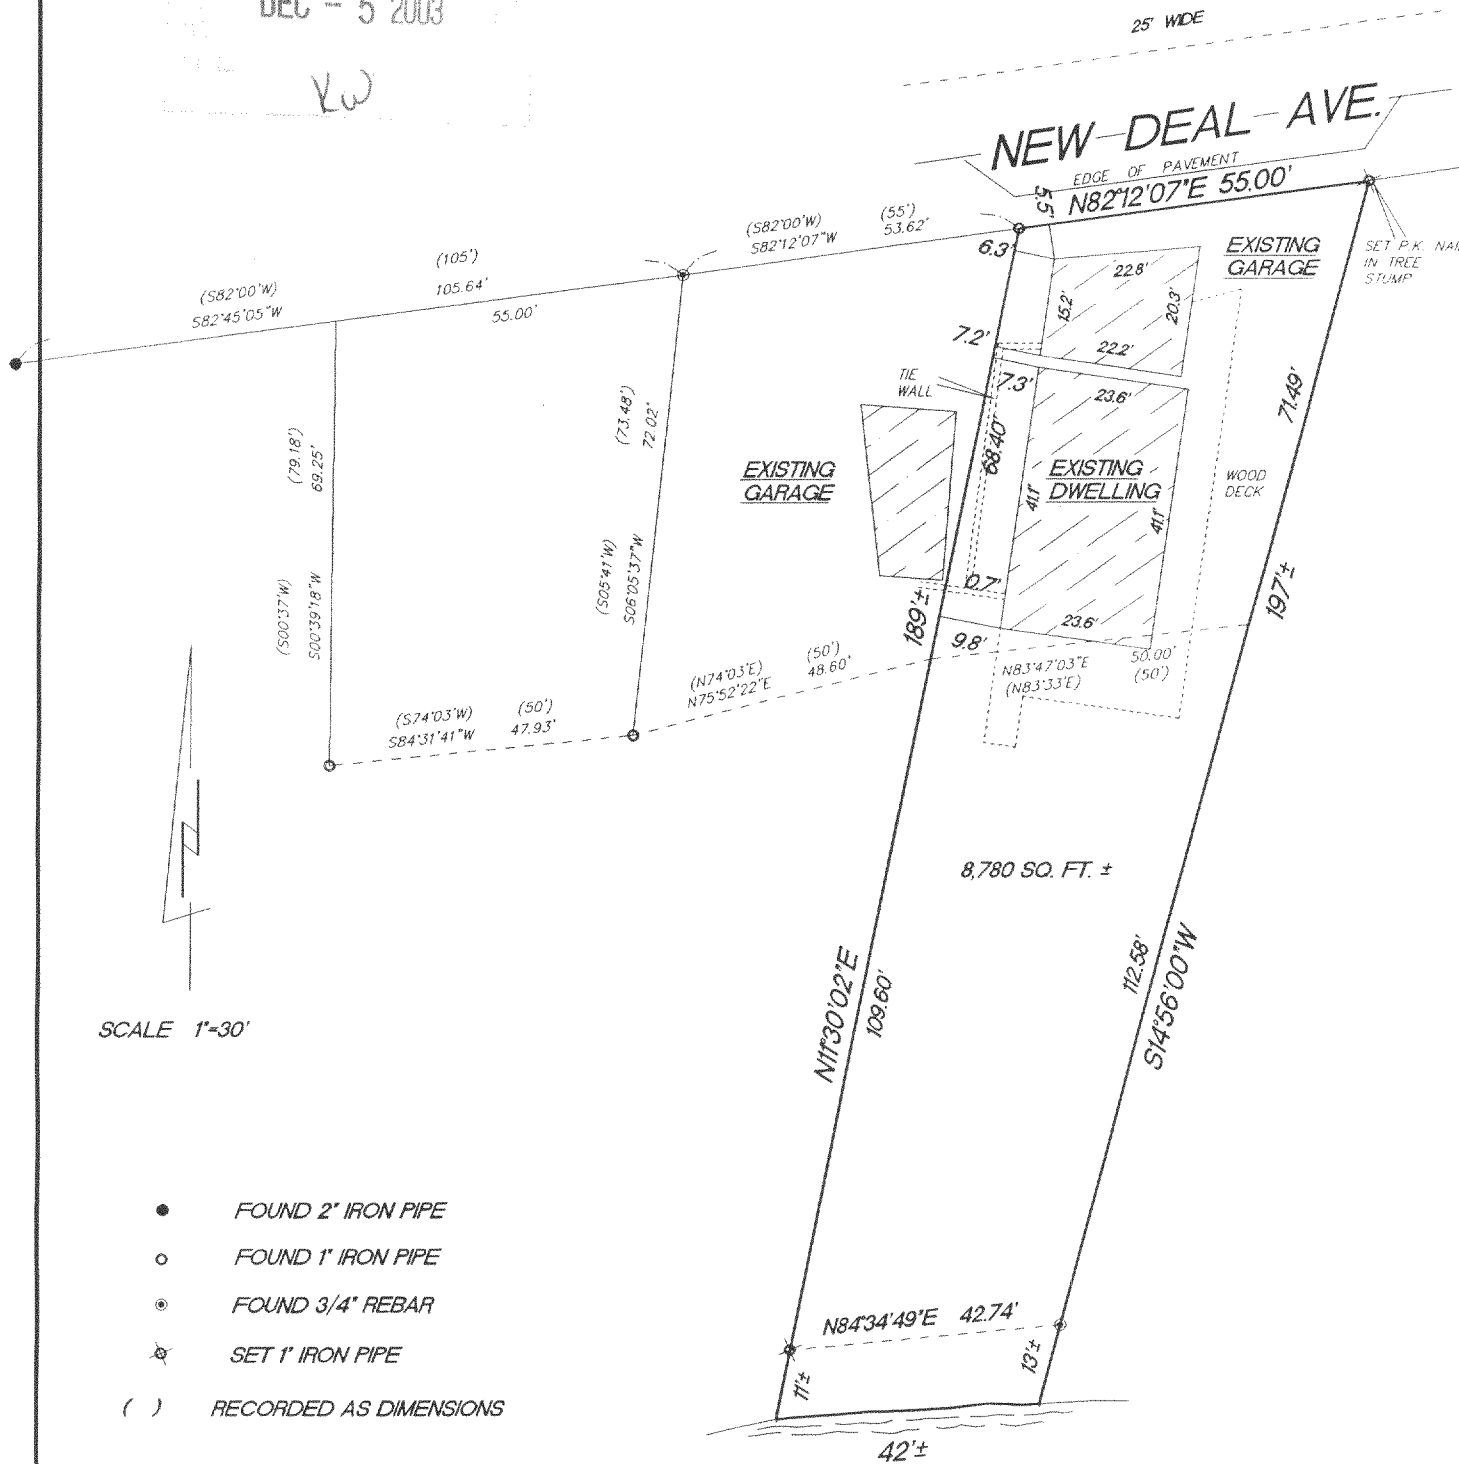 DEC - 5 2003
KW
25' WIDE
NEW DEAL AVE.
EDGE OF PAVEMENT
N82°12'07"E 55.00'
5.5'
6.3'
(S82°00'W) (55')
S82°12'07"W 53.62'
(105')
105.64'
(S82°00'W)
S82°45'05"W
55.00'
EXISTING
GARAGE
SET P.K. NAI
IN TREE
STUMP
22.8'
15.2'
20.3'
22.2'
7.2'
7.3'
TIE
WALL
23.6'
71.49'
(79.18')
69.25'
(73.48')
72.02'
68.40'
EXISTING
GARAGE
EXISTING
DWELLING
41.1'
41.1'
WOOD
DECK
(S00°37'W)
S00°39'18"W
(S05°41'W)
S06°05'37"W
0.7'
189'±
197'±
23.6'
9.8'
N83°47'03"E 50.00'
(N83°33'E) (50')
(N74°03'E) (50')
N75°52'22"E 48.60'
(S74°03'W) (50')
S84°31'41"W 47.93'
8,780 SQ. FT. ±
N11°30'02"E
109.60'
112.58'
S14°56'00"W
SCALE 1"=30'
FOUND 2" IRON PIPE
FOUND 1" IRON PIPE
FOUND 3/4" REBAR
SET 1" IRON PIPE
( ) RECORDED AS DIMENSIONS
N84°34'49"E 42.74'
11'±
13'±
42'±